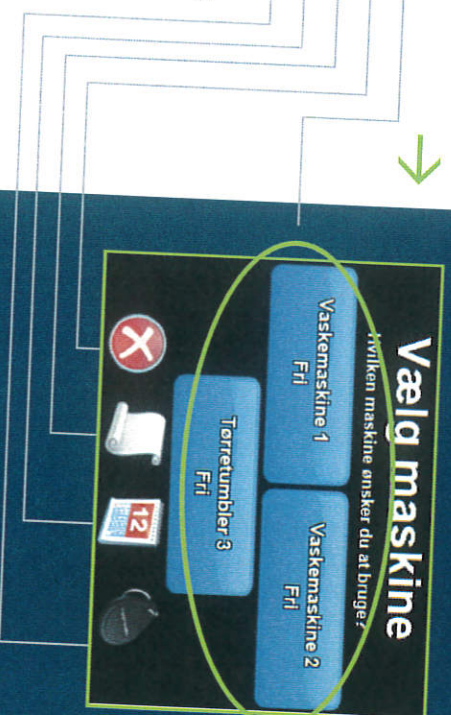 Vælg maskine
Hvilken maskine ønsker du at bruge?
Vaskemaskine 1
Fri
Vaskemaskine 2
Fri
Tørretumbler 3
Fri
12